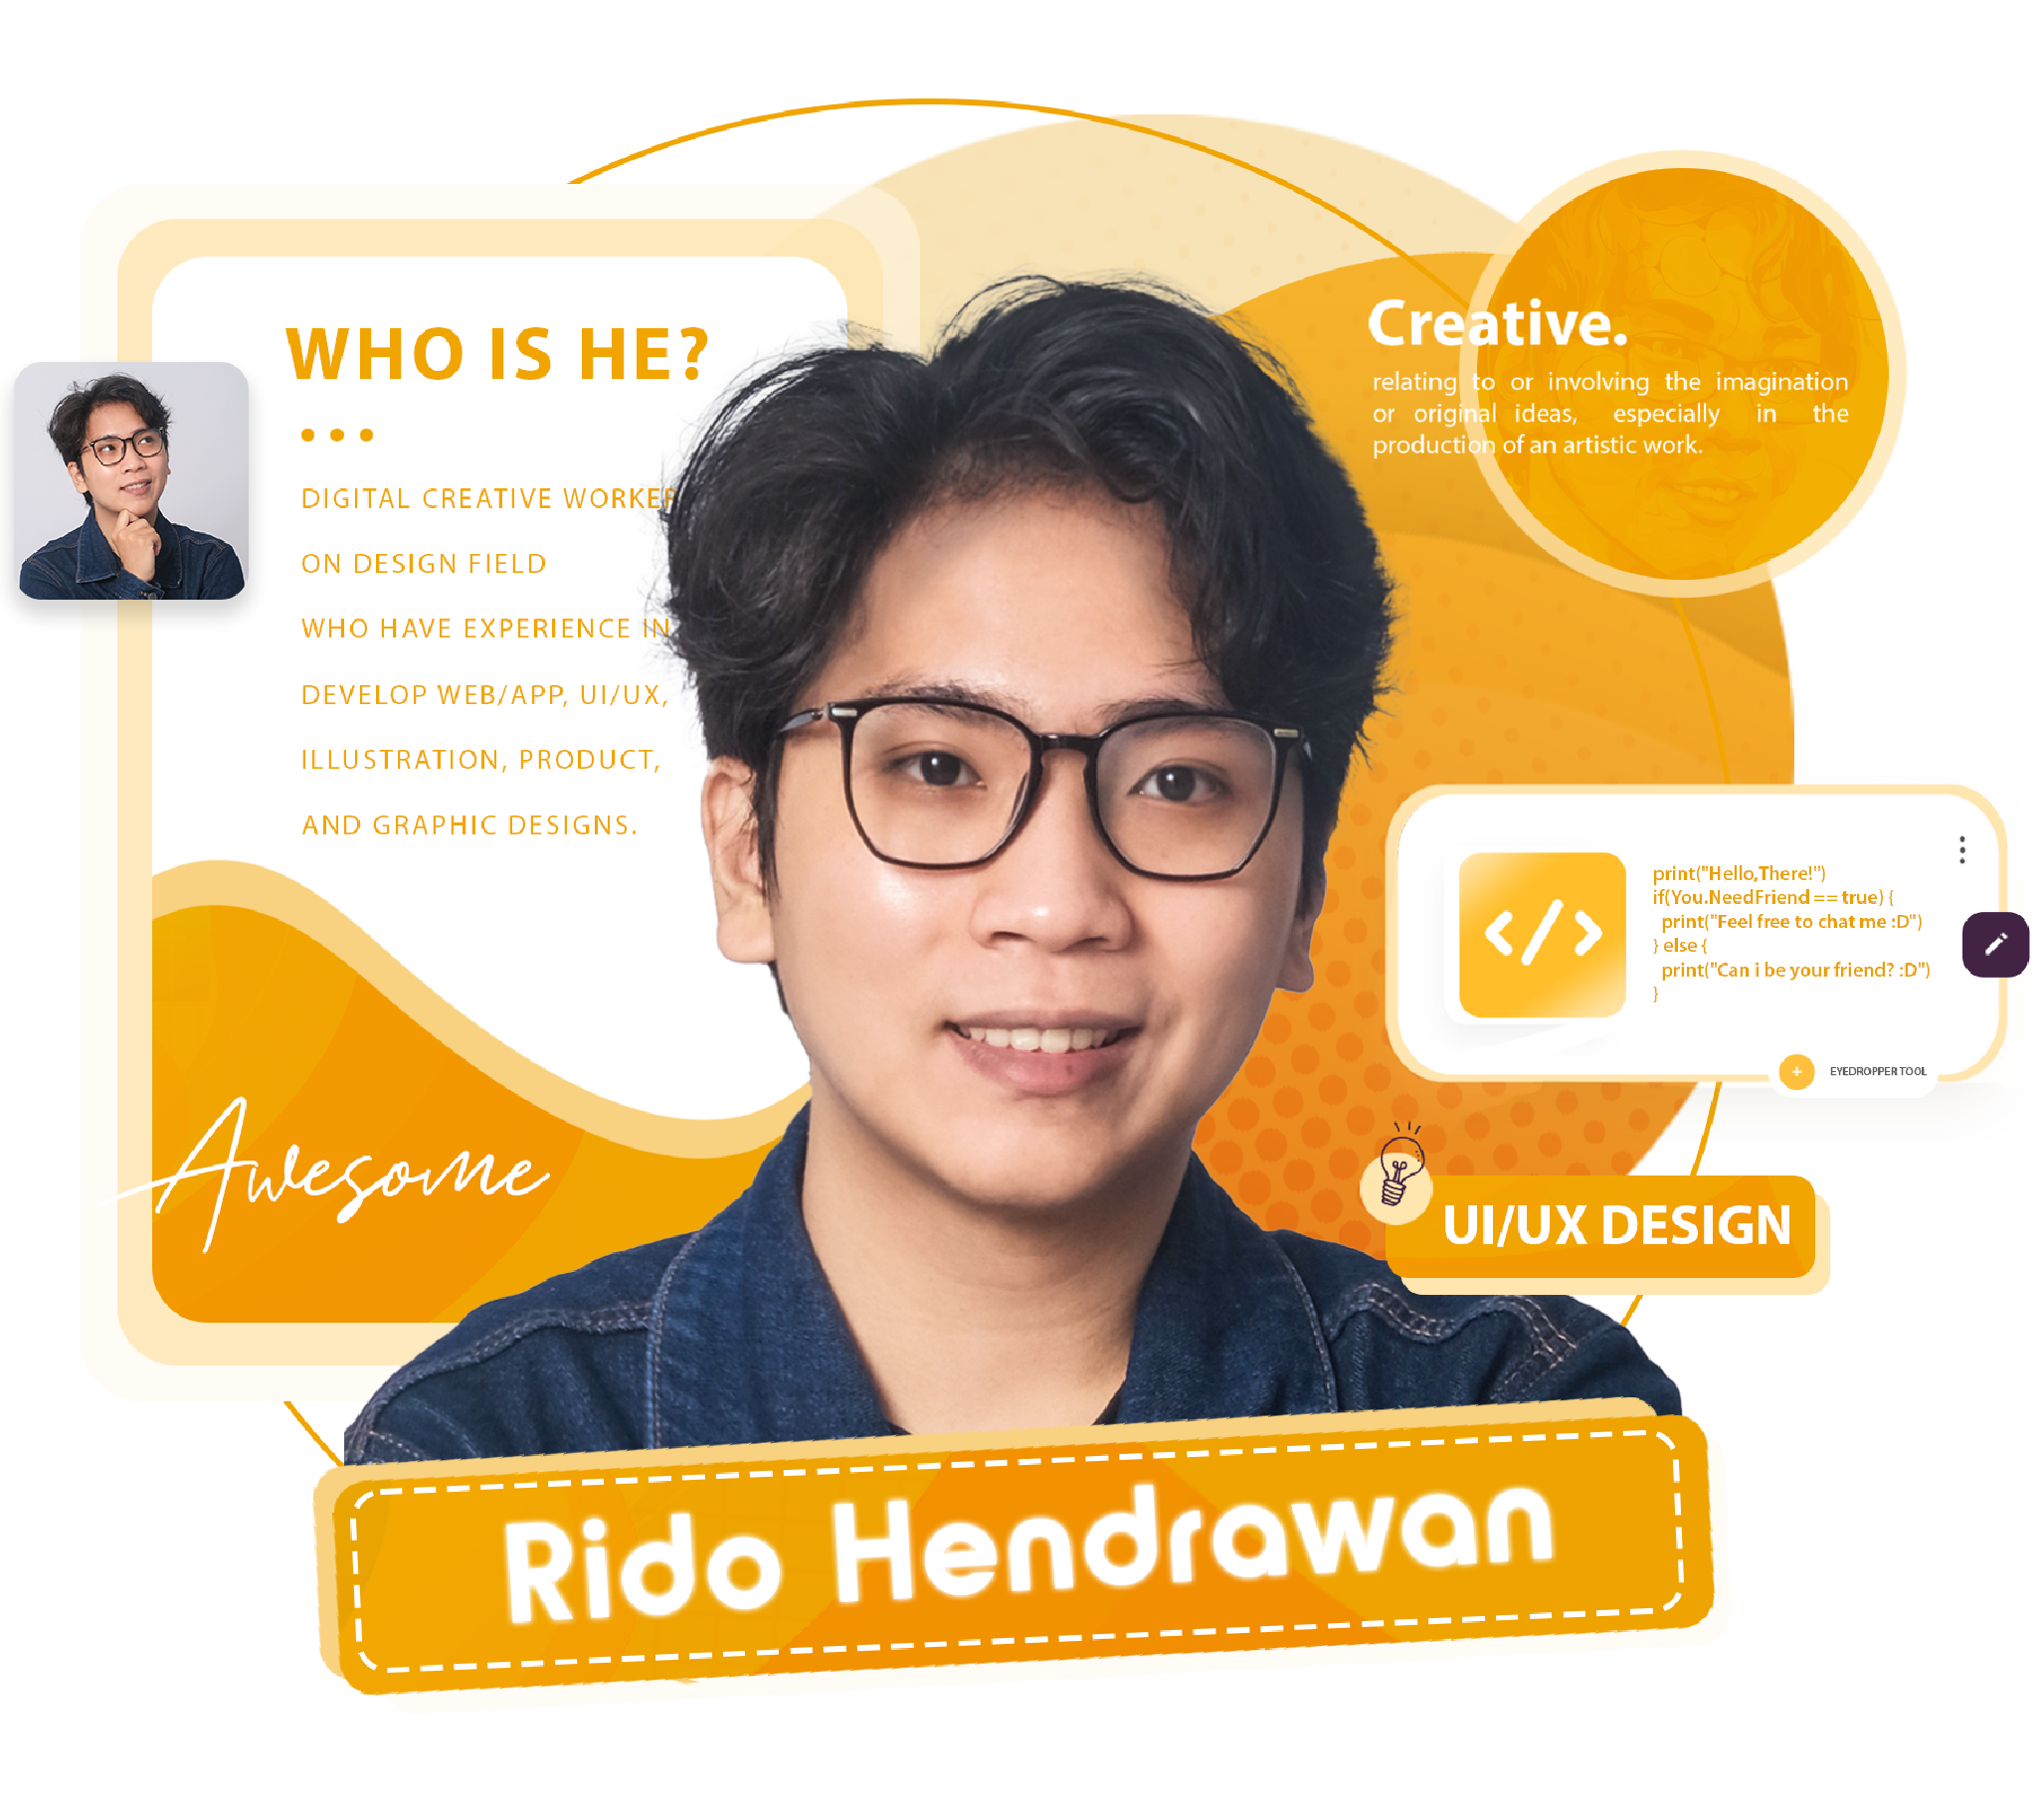 WHO IS HE?
DIGITAL CREATIVE WORKER
ON DESIGN FIELD
WHO HAVE EXPERIENCE IN
DEVELOP WEB/APP, UI/UX,
ILLUSTRATION, PRODUCT,
AND GRAPHIC DESIGNS.
Awesome
Creative.
relating to or involving the imagination
or original ideas, especially in the
production of an artistic work.
print("Hello,There!")
if(You.NeedFriend == true) {
print("Feel free to chat me :D")
} else {
print("Can i be your friend? :D")
}
EYEDROPPER TOOL
UI/UX DESIGN
Rido Hendrawan